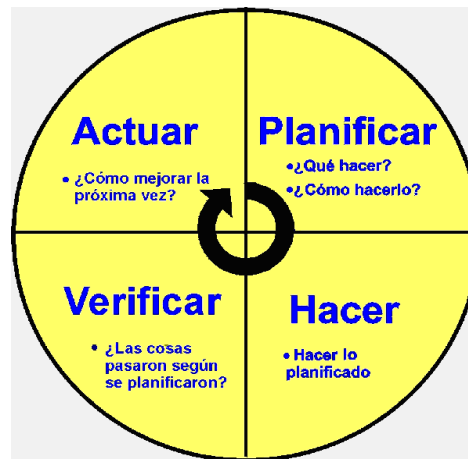 Actuar
• ¿Cómo mejorar la
próxima vez?
Planificar
•¿Qué hacer?
•¿Cómo hacerlo?
Verificar
• ¿Las cosas
pasaron según
se planificaron?
Hacer
• Hacer lo
planificado